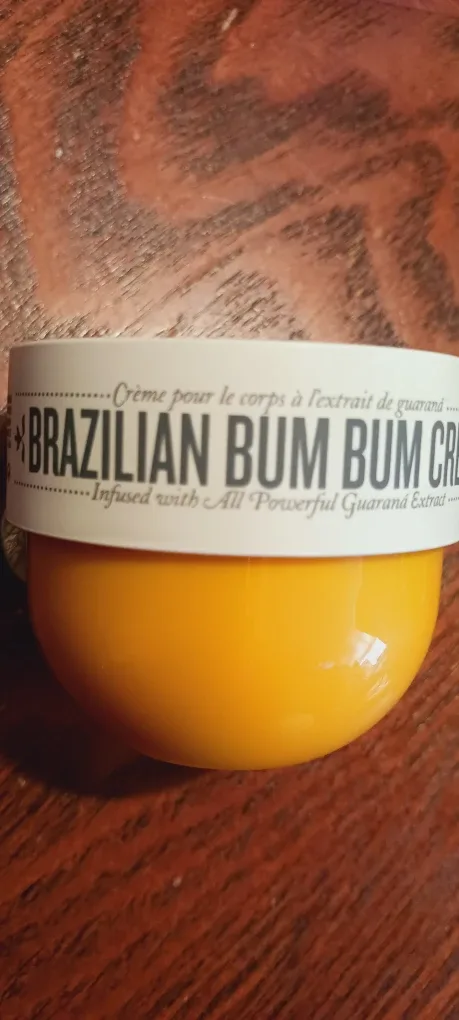 Crème pour le corps à l'extrait de guaraná
BRAZILIAN BUM BUM CRE
Infused with All Powerful Guaraná Extract